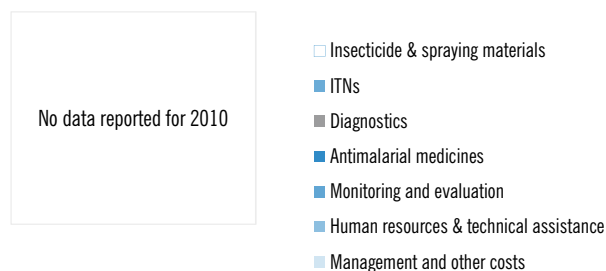 No data reported for 2010
Insecticide & spraying materials
ITNs
Diagnostics
Antimalarial medicines
Monitoring and evaluation
Human resources & technical assistance
Management and other costs